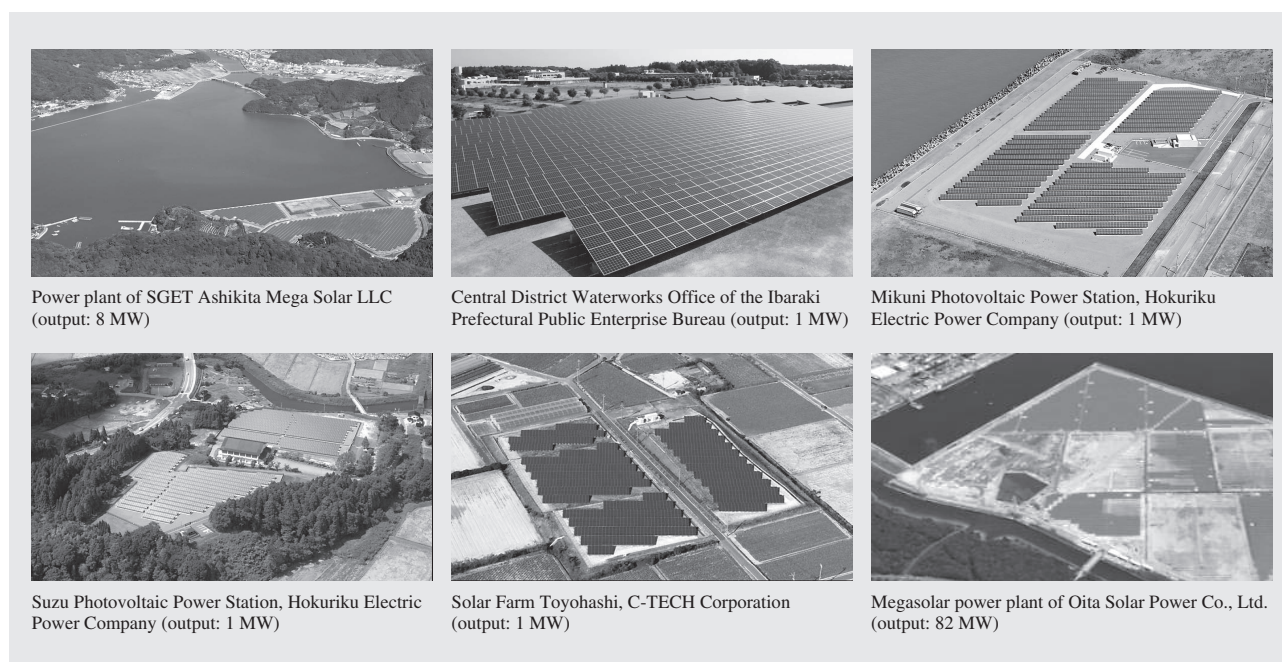 Power plant of SGET Ashikita Mega Solar LLC
(output: 8 MW)
Central District Waterworks Office of the Ibaraki
Prefectural Public Enterprise Bureau (output: 1 MW)
Mikuni Photovoltaic Power Station, Hokuriku
Electric Power Company (output: 1 MW)
Suzu Photovoltaic Power Station, Hokuriku Electric
Power Company (output: 1 MW)
Solar Farm Toyohashi, C-TECH Corporation
(output: 1 MW)
Megasolar power plant of Oita Solar Power Co., Ltd.
(output: 82 MW)